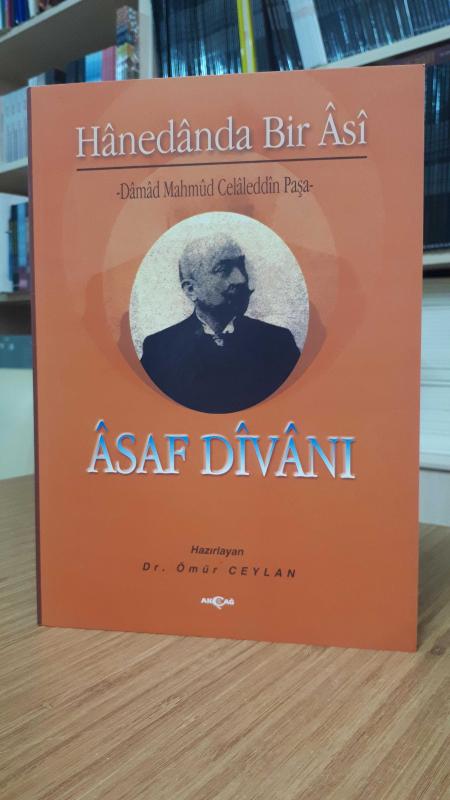 Hânedânda Bir Âsî
-Dâmâd Mahmûd Celâleddîn Paşa-
ÂSAF DÎVÂNI
Hazırlayan
Dr. Ömür CEYLAN
AKÇAĞ